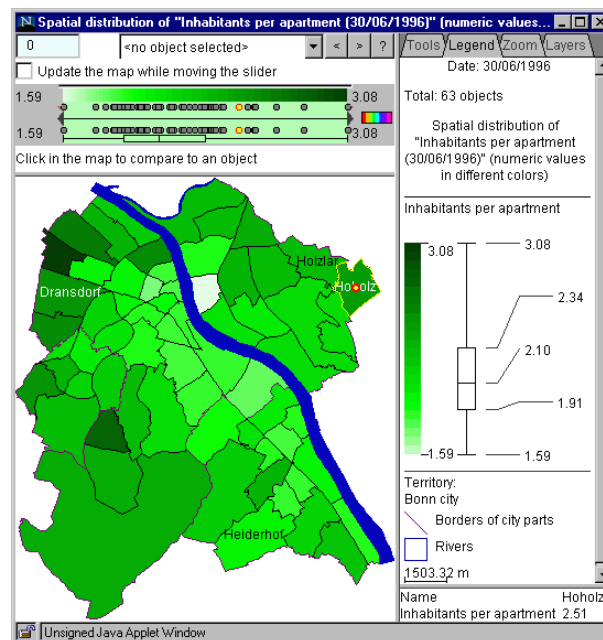 Spatial distribution of "Inhabitants per apartment (30/06/1996)" (numeric values...
0
<no object selected>
< > ?
Update the map while moving the slider
1.59
3.08
1.59
3.08
Click in the map to compare to an object
Holzlar
Hoholz
Dransdorf
Heiderhof
Tools Legend Zoom Layers
Date: 30/06/1996
Total: 63 objects
Spatial distribution of
"Inhabitants per apartment
(30/06/1996)" (numeric values
in different colors)
Inhabitants per apartment
3.08
3.08
2.34
2.10
1.91
1.59
1.59
Territory:
Bonn city
Borders of city parts
Rivers
1503.32 m
Name Hoholz
Inhabitants per apartment 2.51
Unsigned Java Applet Window